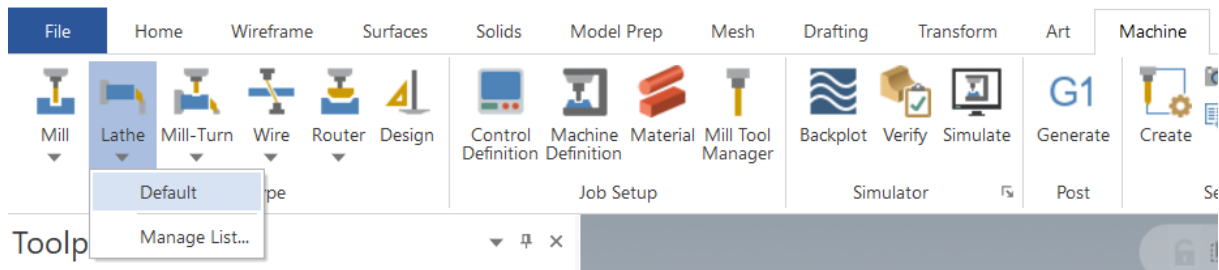 File Home Wireframe Surfaces Solids Model Prep Mesh Drafting Transform Art Machine
G1
Mill Lathe Mill-Turn Wire Router Design Control Machine Material Mill Tool Backplot Verify Simulate Generate Create
Definition Definition Manager
Default Job Setup Simulator Post
Manage List...